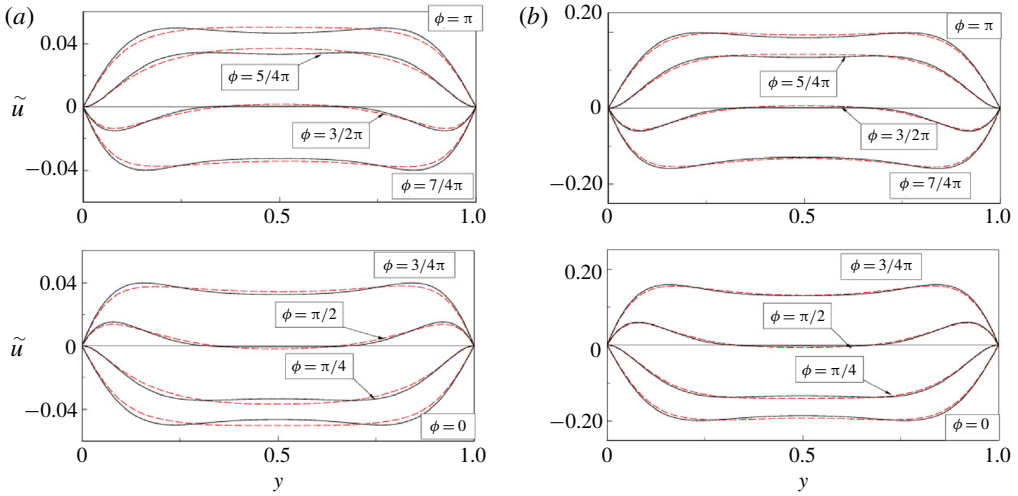 (a)
ϕ = π
0.04
ϕ = 5/4π
ũ
0
ϕ = 3/2π
−0.04
ϕ = 7/4π
0
0.5
1.0
(b)
0.20
ϕ = π
ϕ = 5/4π
0
ϕ = 3/2π
−0.20
ϕ = 7/4π
0
0.5
1.0
0.04
ϕ = 3/4π
ϕ = π/2
ũ
0
ϕ = π/4
−0.04
ϕ = 0
0
0.5
1.0
y
0.20
ϕ = 3/4π
ϕ = π/2
0
ϕ = π/4
−0.20
ϕ = 0
0
0.5
1.0
y